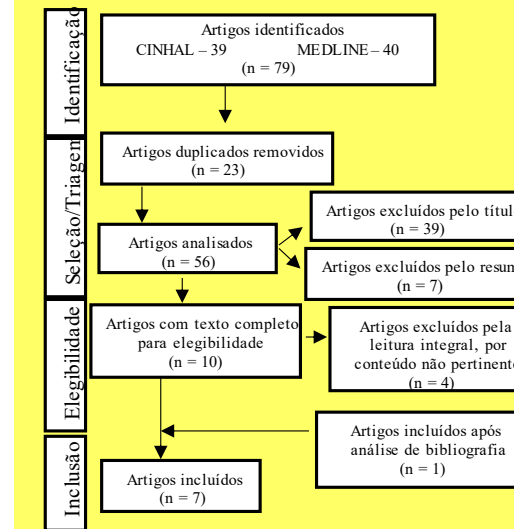 Identificação
Artigos identificados
CINHAL – 39 MEDLINE – 40
(n = 79)
Seleção/Triagem
Artigos duplicados removidos
(n = 23)
Artigos analisados
(n = 56)
Artigos excluídos pelo títul
(n = 39)
Artigos excluídos pelo resum
(n = 7)
Elegibilidade
Artigos com texto completo
para elegibilidade
(n = 10)
Artigos excluídos pela
leitura integral, por
conteúdo não pertinente
(n = 4)
Inclusão
Artigos incluídos após
análise de bibliografia
(n = 1)
Artigos incluídos
(n = 7)